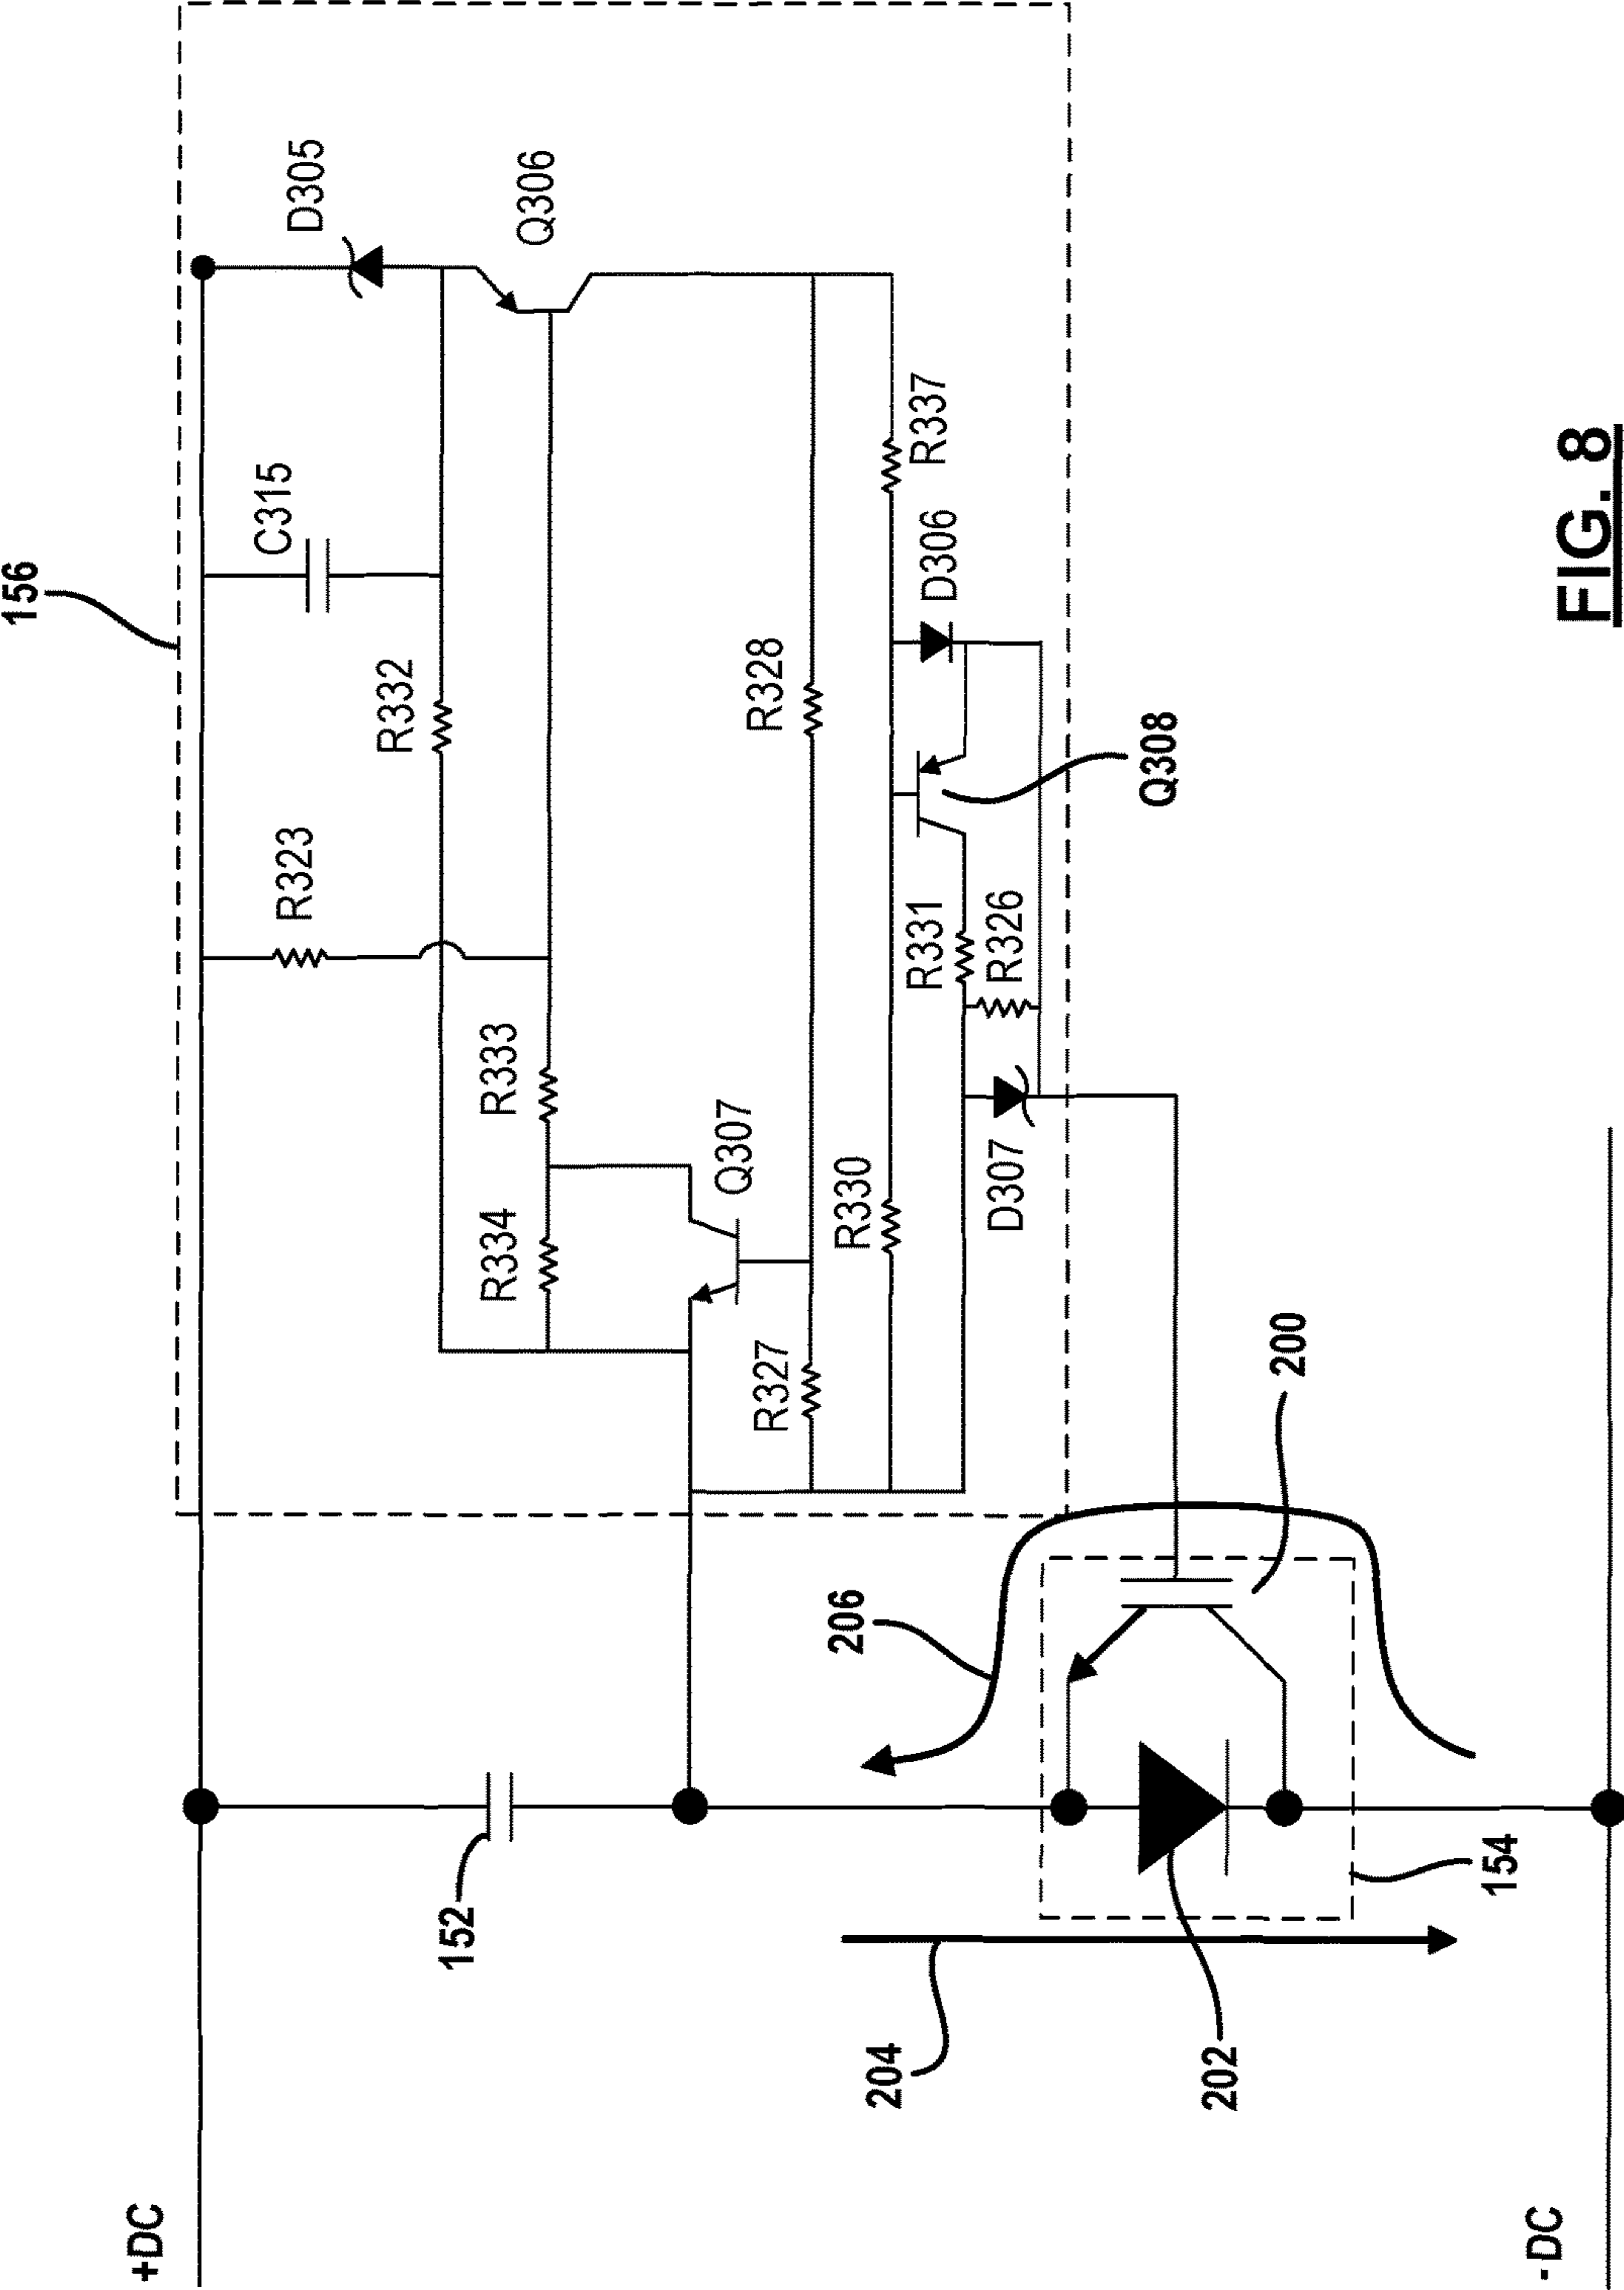 156
D305
Q306
C315
R332
R323
R333
R334
Q307
R328
R337
D306
Q308
R331
R326
R330
D307
R327
200
206
152
154
204
202
+DC
- DC
FIG. 8